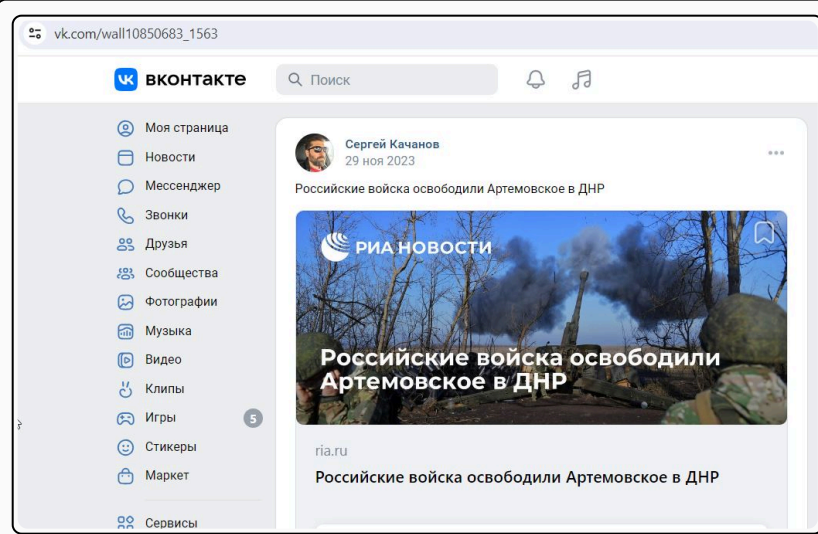 vk.com/wall10850683_1563
вконтакте
Поиск
Моя страница
Новости
Мессенджер
Звонки
Друзья
Сообщества
Фотографии
Музыка
Видео
Клипы
Игры
5
Стикеры
Маркет
Сервисы
Сергей Качанов
29 ноя 2023
Российские войска освободили Артемовское в ДНР
РИА НОВОСТИ
Российские войска освободили
Артемовское в ДНР
ria.ru
Российские войска освободили Артемовское в ДНР